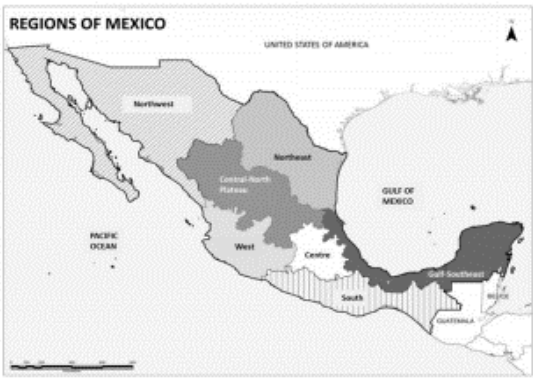 REGIONS OF MEXICO
N
UNITED STATES OF AMERICA
Northwest
Northeast
Central-North
Plateau
GULF OF
MEXICO
PACIFIC
OCEAN
West
Centre
Gulf-Southeast
South
BELIZE
GUATEMALA